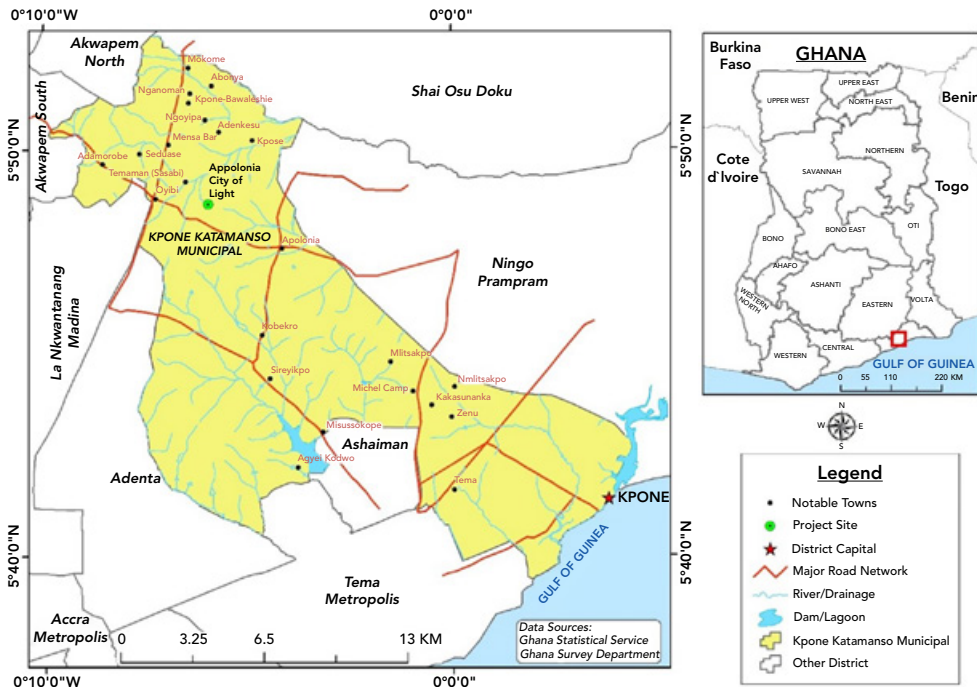 0°10'0"W
0°0'0"
Akwapem
North
Mokome
Abonya
Nganoman
Kpone-Bawaleshie
Ngoyipa
Adenkesu
Mensa Bar
Kpose
Shai Osu Doku
Akwapem South
5°50'0"N
5°50'0"N
Adamorobe
Seduase
Temaman (Sasabi)
Oyibi
Appolonia
City of
Light
KPONE KATAMANSO
MUNICIPAL
Apolonia
Ningo
Prampram
La Nkwantanang
Madina
Kobekro
Mlitsakpo
Sireyikpo
Michel Camp
Nmlitsakpo
Kakasunanka
Zenu
Misussokope
Ashaiman
Agyei Kodwo
Adenta
Tema
KPONE
5°40'0"N
5°40'0"N
GULF OF GUINEA
Tema
Metropolis
Accra
Metropolis
0 3.25 6.5 13 KM
Data Sources:
Ghana Statistical Service
Ghana Survey Department
0°10'0"W
0°0'0"
Burkina
Faso
GHANA
Benin
UPPER EAST
UPPER WEST
NORTH EAST
NORTHERN
Cote
d`Ivoire
SAVANNAH
Togo
BONO EAST
OTI
BONO
AHAFO
ASHANTI
EASTERN
VOLTA
WESTERN
NORTH
CENTRAL
WESTERN
GULF OF GUINEA
0 55 110 220 KM
N
W E
S
Legend
Notable Towns
Project Site
District Capital
Major Road Network
River/Drainage
Dam/Lagoon
Kpone Katamanso Municipal
Other District